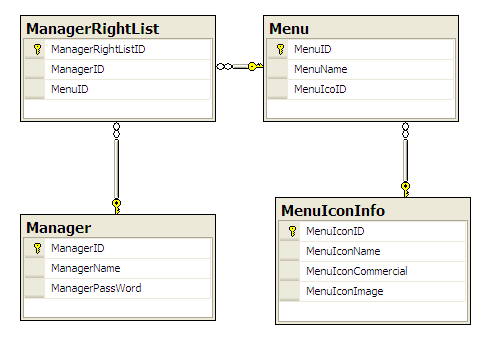 ManagerRightList
ManagerRightListID
ManagerID
MenuID
Menu
MenuID
MenuName
MenuIcoID
Manager
ManagerID
ManagerName
ManagerPassWord
MenuIconInfo
MenuIconID
MenuIconName
MenuIconCommercial
MenuIconImage